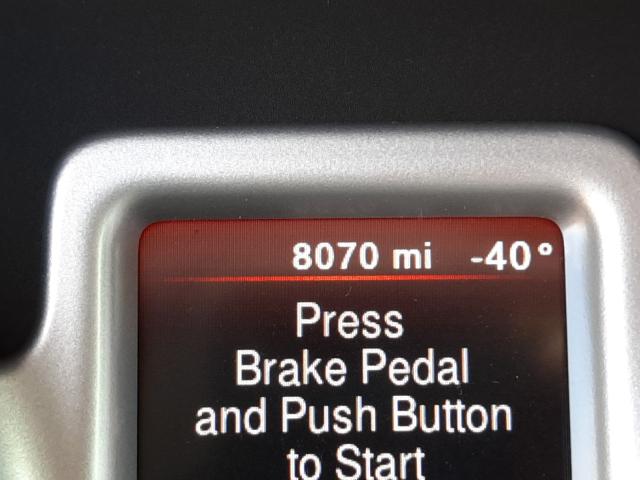 8070 mi -40°
Press
Brake Pedal
and Push Button
to Start